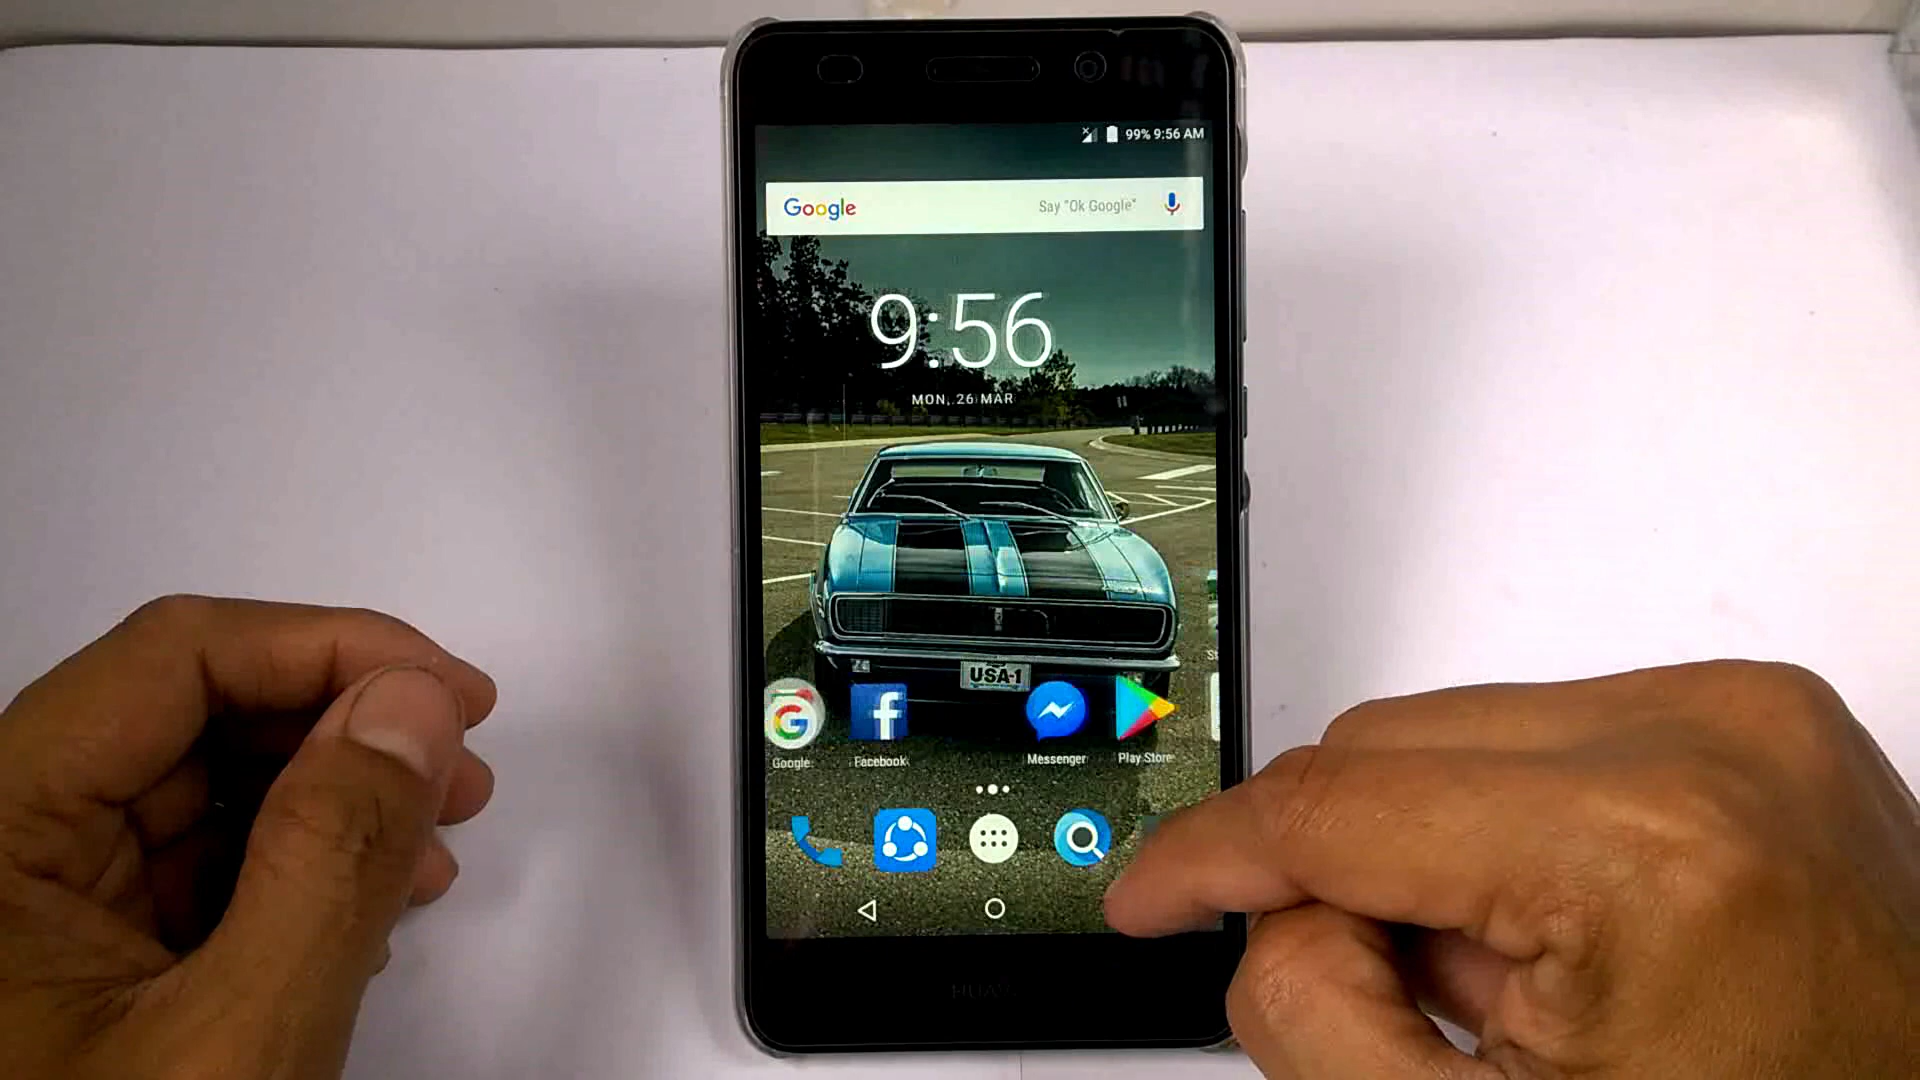 99% 9:56 AM
Google Say "Ok Google"
9:56
MON, 26 MAR
USA-1
Google Facebook Messenger Play Store
HUAWEI